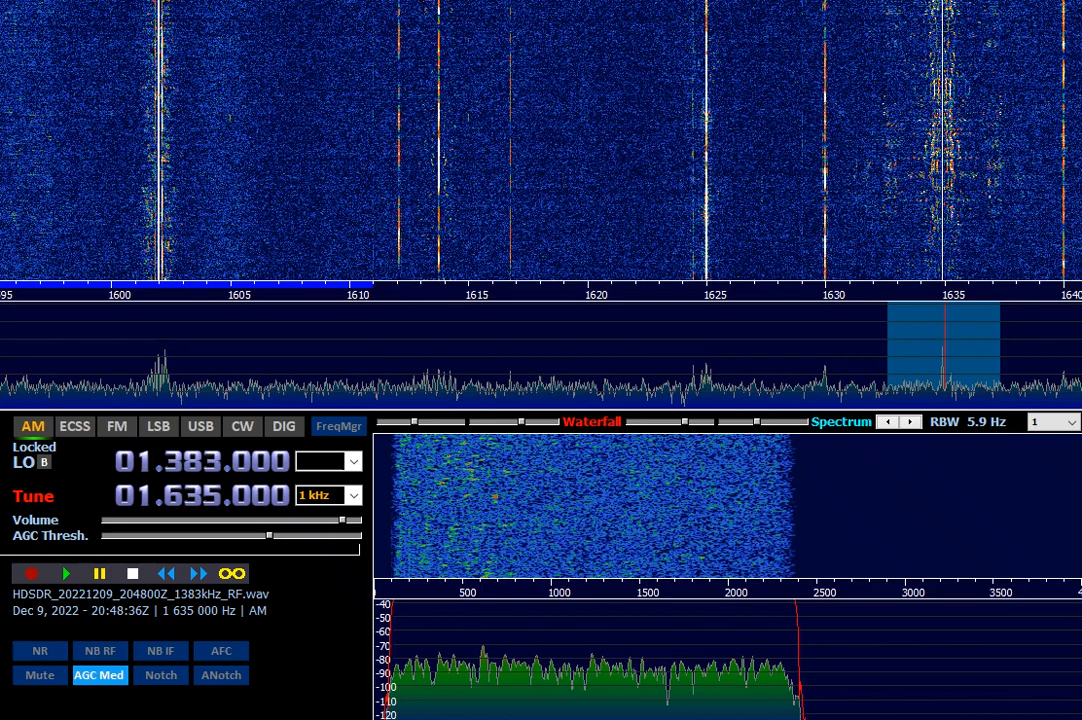 95 1600 1605 1610 1615 1620 1625 1630 1635 1640
AM ECSS FM LSB USB CW DIG FreqMgr Waterfall Spectrum RBW 5.9 Hz 1
Locked
LO B 01.383.000
Tune 01.635.000 1 kHz
Volume
AGC Thresh.
HDSDR_20221209_204800Z_1383kHz_RF.wav
Dec 9, 2022 - 20:48:36Z | 1 635 000 Hz | AM
NR NB RF NB IF AFC
Mute AGC Med Notch ANotch
500 1000 1500 2000 2500 3000 3500 4000
-40
-50
-60
-70
-80
-90
-100
-110
-120